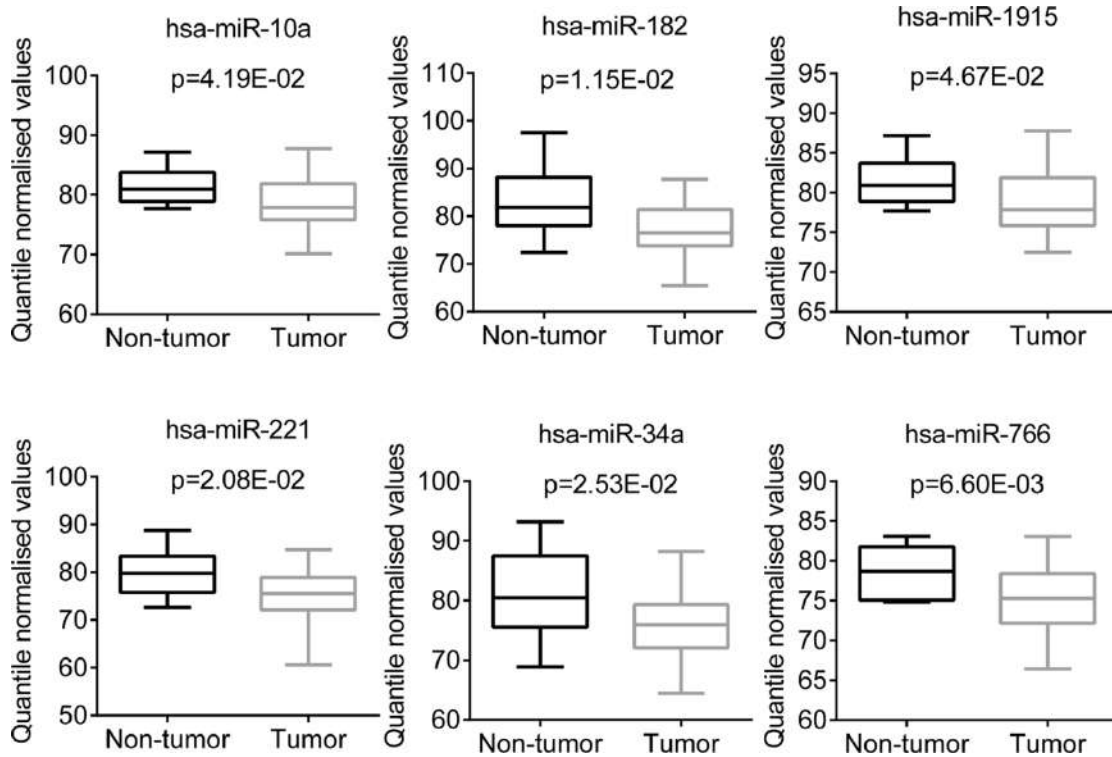 hsa-miR-10a
p=4.19E-02
Quantile normalised values
100
90
80
70
60
Non-tumor Tumor
hsa-miR-182
p=1.15E-02
Quantile normalised values
110
100
90
80
70
60
Non-tumor Tumor
hsa-miR-1915
p=4.67E-02
Quantile normalised values
95
90
85
80
75
70
65
Non-tumor Tumor
hsa-miR-221
p=2.08E-02
Quantile normalised values
100
90
80
70
60
50
Non-tumor Tumor
hsa-miR-34a
p=2.53E-02
Quantile normalised values
100
90
80
70
60
Non-tumor Tumor
hsa-miR-766
p=6.60E-03
Quantile normalised values
90
85
80
75
70
65
60
Non-tumor Tumor